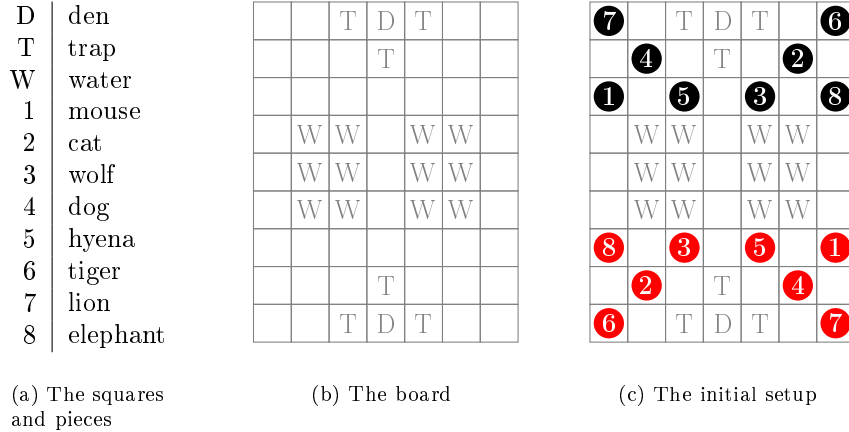 D den
T trap
W water
1 mouse
2 cat
3 wolf
4 dog
5 hyena
6 tiger
7 lion
8 elephant
(a) The squares
and pieces
T D T
T
W W W W
W W W W
W W W W
T
T D T
(b) The board
7 T D T 6
4 T 2
1 5 3 8
W W W W
W W W W
W W W W
8 3 5 1
2 T 4
6 T D T 7
(c) The initial setup